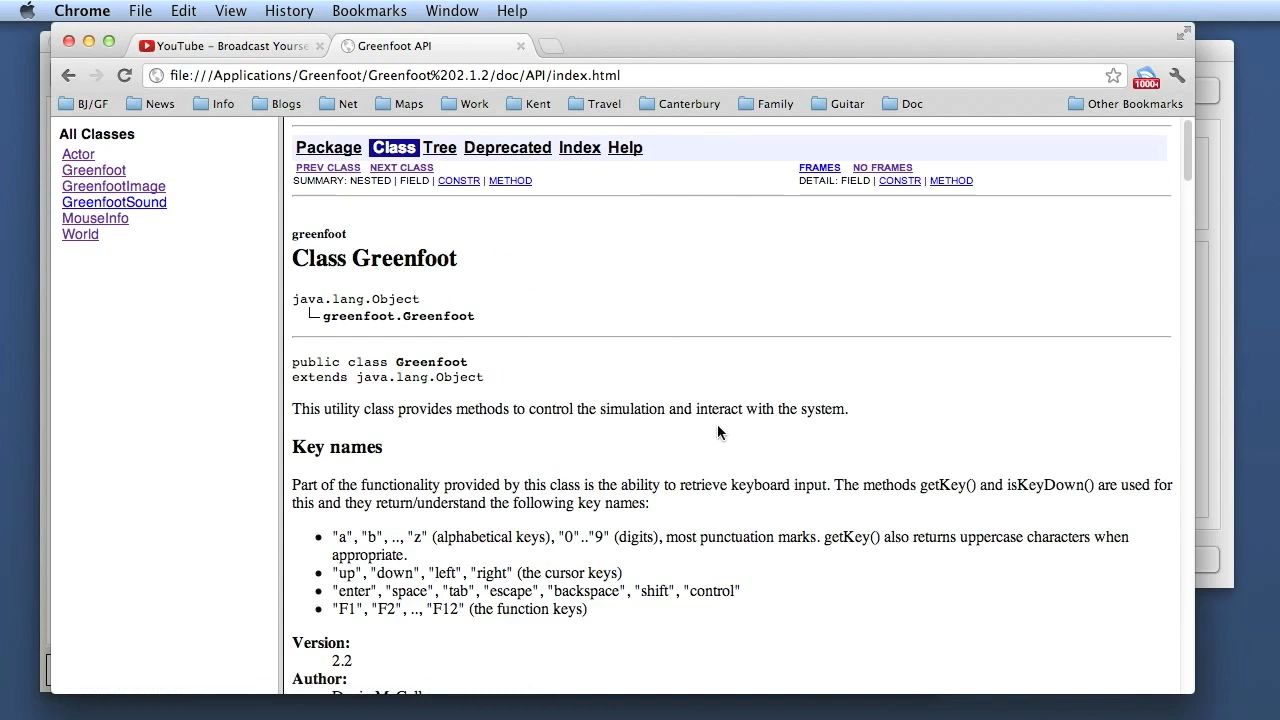 Chrome File Edit View History Bookmarks Window Help
YouTube - Broadcast Yourse
Greenfoot API
file:///Applications/Greenfoot/Greenfoot%202.1.2/doc/API/index.html
1000+
BJ/GF News Info Blogs Net Maps Work Kent Travel Canterbury Family Guitar Doc Other Bookmarks
All Classes
Actor
Greenfoot
GreenfootImage
GreenfootSound
MouseInfo
World
Package Class Tree Deprecated Index Help
PREV CLASS NEXT CLASS
FRAMES NO FRAMES
SUMMARY: NESTED | FIELD | CONSTR | METHOD
DETAIL: FIELD | CONSTR | METHOD
greenfoot
Class Greenfoot
java.lang.Object
greenfoot.Greenfoot
public class Greenfoot
extends java.lang.Object
This utility class provides methods to control the simulation and interact with the system.
Key names
Part of the functionality provided by this class is the ability to retrieve keyboard input. The methods getKey() and isKeyDown() are used for
this and they return/understand the following key names:
• "a", "b", .., "z" (alphabetical keys), "0".."9" (digits), most punctuation marks. getKey() also returns uppercase characters when
appropriate.
• "up", "down", "left", "right" (the cursor keys)
• "enter", "space", "tab", "escape", "backspace", "shift", "control"
• "F1", "F2", .., "F12" (the function keys)
Version:
2.2
Author: